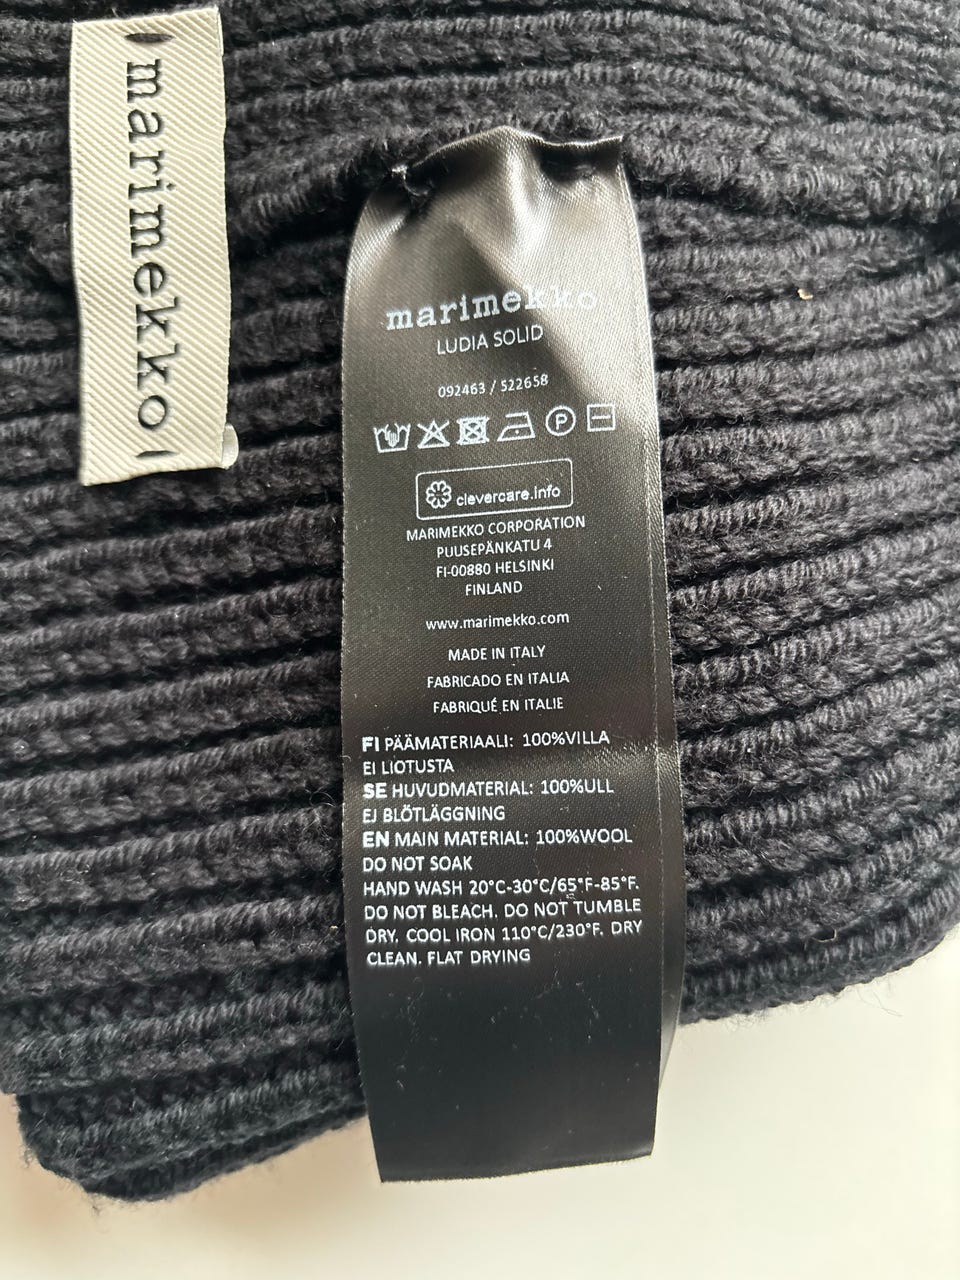 marimekko
marimekko
LUDIA SOLID
092463 / 522658
P
clevercare.info
MARIMEKKO CORPORATION
PUUSEPÄNKATU 4
FI-00880 HELSINKI
FINLAND
www.marimekko.com
MADE IN ITALY
FABRICADO EN ITALIA
FABRIQUÉ EN ITALIE
FI PÄÄMATERIAALI: 100%VILLA
EI LIOTUSTA
SE HUVUDMATERIAL: 100%ULL
EJ BLÖTLÄGGNING
EN MAIN MATERIAL: 100%WOOL
DO NOT SOAK
HAND WASH 20°C-30°C/65°F-85°F.
DO NOT BLEACH. DO NOT TUMBLE
DRY. COOL IRON 110°C/230°F. DRY
CLEAN. FLAT DRYING